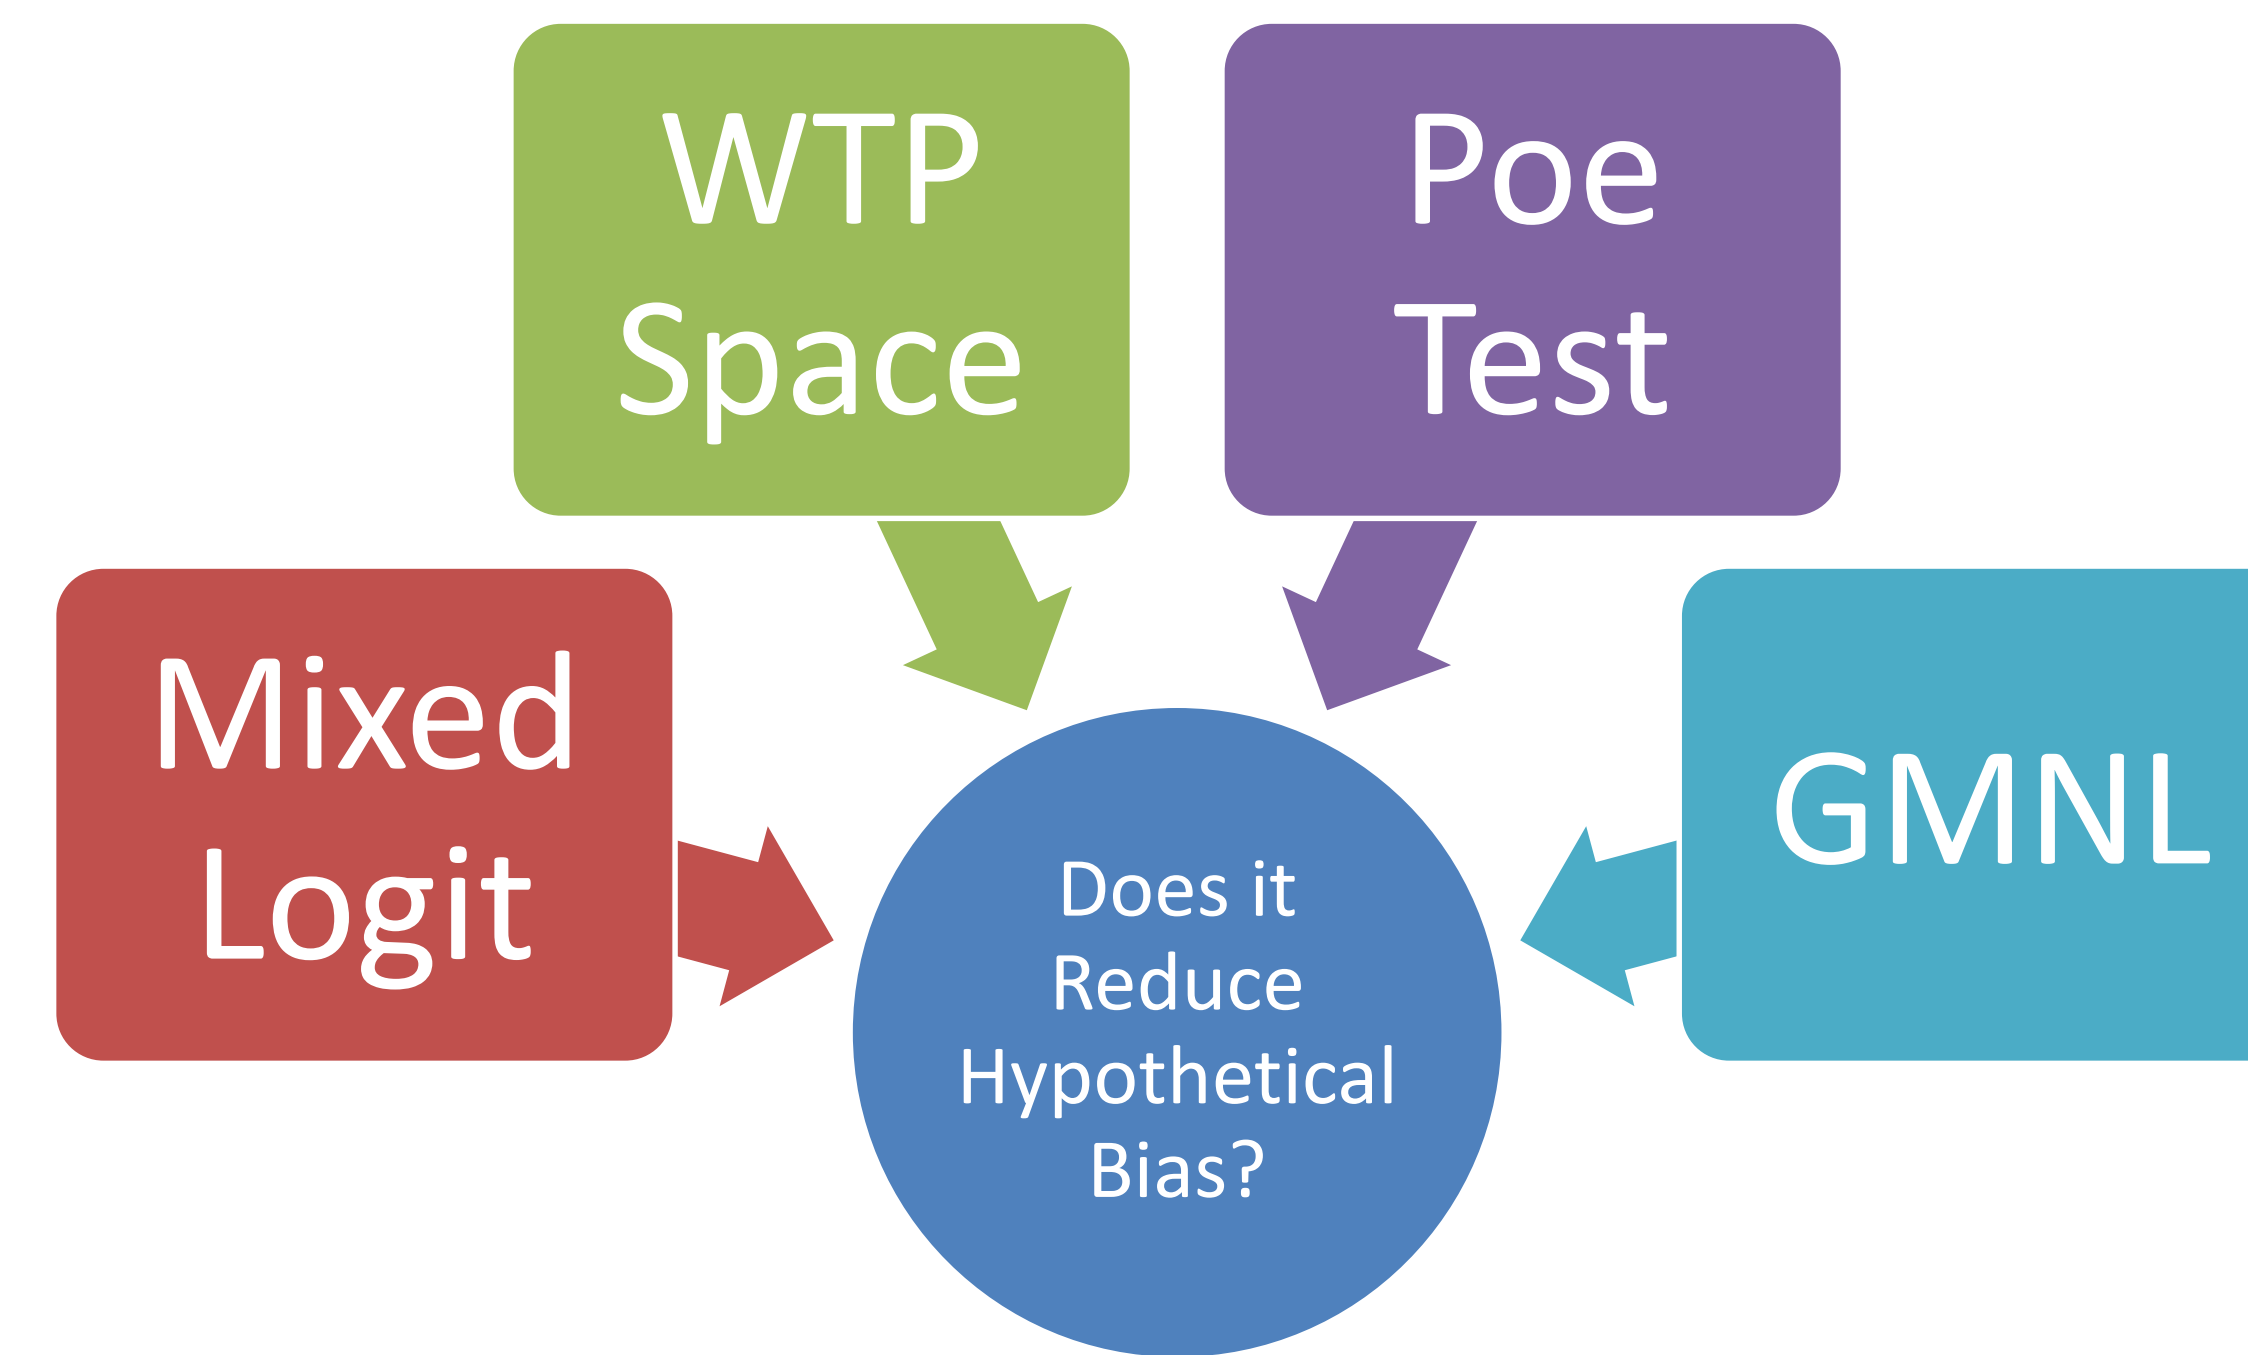 WTP
Space
Poe
Test
Mixed
Logit
GMNL
Does it
Reduce
Hypothetical
Bias?